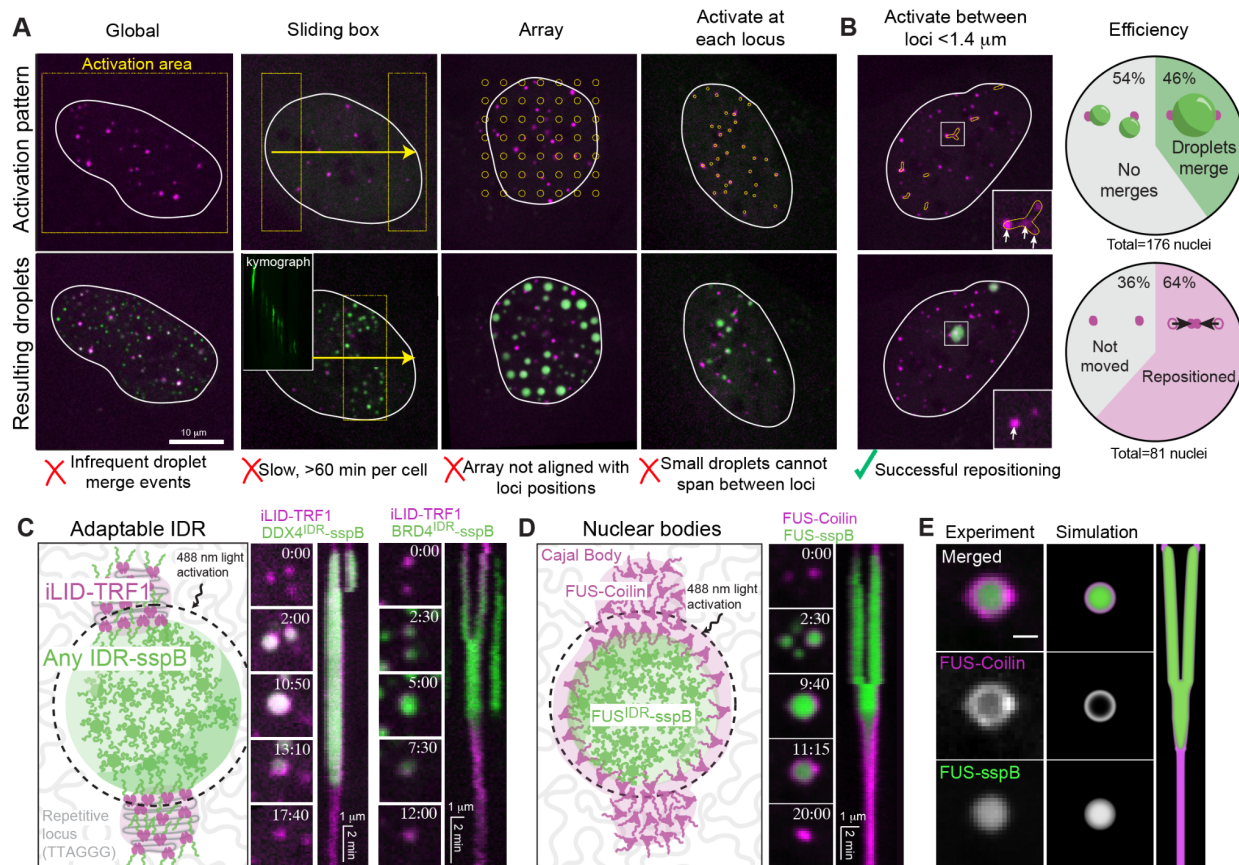 A
Global
Sliding box
Array
Activate at
each locus
B
Activate between
loci <1.4 μm
Efficiency
Activation pattern
Activation area
54%
46%
No
merges
Droplets
merge
Total=176 nuclei
Resulting droplets
kymograph
10 μm
36%
64%
Not
moved
Repositioned
Total=81 nuclei
Infrequent droplet
merge events
Slow, >60 min per cell
Array not aligned with
loci positions
Small droplets cannot
span between loci
Successful repositioning
C
Adaptable IDR
488 nm light
activation
iLID-TRF1
Any IDR-sspB
Repetitive
locus
(TTAGGG)
iLID-TRF1
DDX4IDR-sspB
0:00
2:00
10:50
13:10
17:40
1 μm
2 min
iLID-TRF1
BRD4IDR-sspB
0:00
2:30
5:00
7:30
12:00
1 μm
2 min
D
Nuclear bodies
Cajal Body
FUS-Coilin
488 nm light
activation
FUSIDR-sspB
FUS-Coilin
FUS-sspB
0:00
2:30
9:40
11:15
20:00
1 μm
2 min
E
Experiment
Simulation
Merged
FUS-Coilin
FUS-sspB